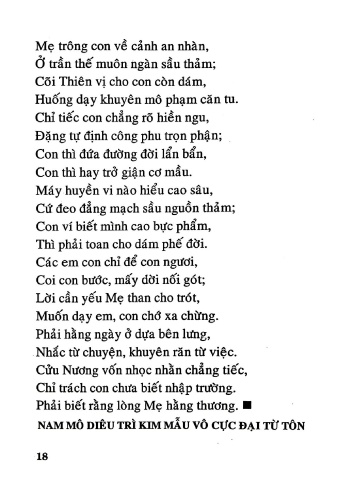 Mẹ trông con về cảnh an nhàn,
Ở trần thế muôn ngàn sầu thảm;
Cõi Thiên vị cho con còn dám,
Huống dạy khuyên mô phạm căn tu.
Chỉ tiếc con chẳng rõ hiền ngu,
Đặng tự định công phu trọn phận;
Con thì đứa đường đời lẩn bẩn,
Con thì hay trở giận cơ mầu.
Máy huyền vi nào hiểu cao sâu,
Cứ đeo đẳng mạch sầu nguồn thảm;
Con ví biết mình cao bực phẩm,
Thì phải toan cho dám phế đời.
Các em con chỉ để con ngươi,
Coi con bước, mấy dời nối gót;
Lời cần yếu Mẹ than cho trót,
Muốn dạy em, con chớ xa chừng.
Phải hằng ngày ở dựa bên lưng,
Nhắc từ chuyện, khuyên răn từ việc.
Cửu Nương vốn nhọc nhằn chẳng tiếc,
Chỉ trách con chưa biết nhập trường.
Phải biết rằng lòng Mẹ hằng thương. ■
NAM MÔ DIÊU TRÌ KIM MẪU VÔ CỰC ĐẠI TỪ TÔN
18